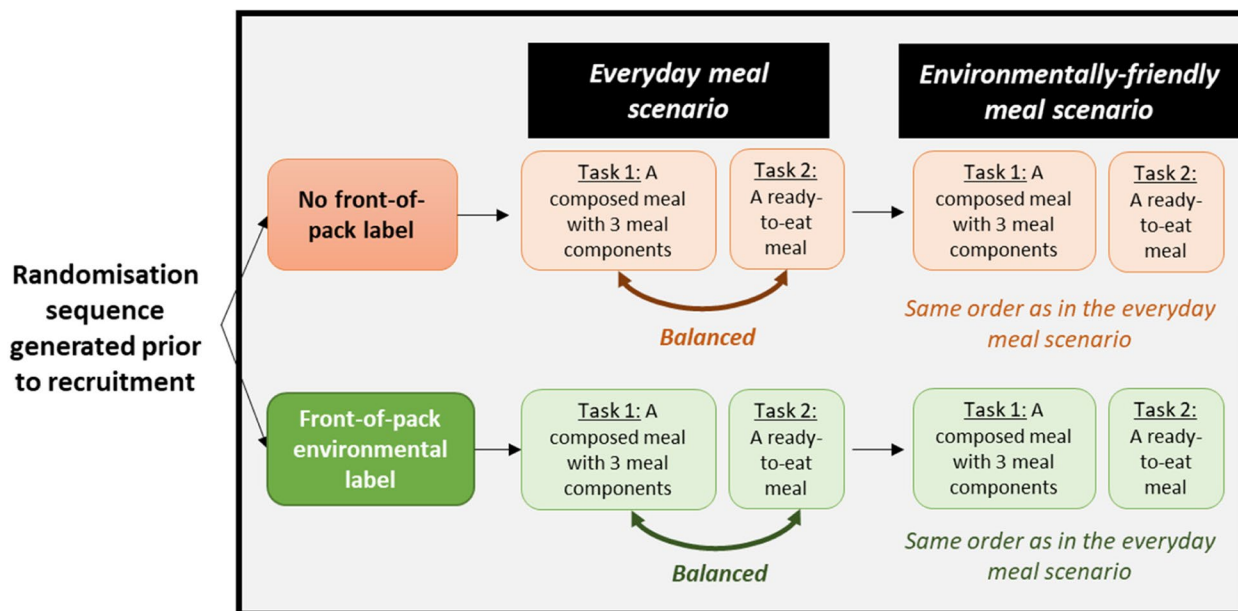 Everyday meal
scenario
Environmentally-friendly
meal scenario
Randomisation
sequence
generated prior
to recruitment
No front-of-
pack label
Task 1: A
composed meal
with 3 meal
components
Task 2:
A ready-
to-eat
meal
Balanced
Task 1: A
composed meal
with 3 meal
components
Task 2:
A ready-
to-eat
meal
Same order as in the everyday
meal scenario
Front-of-pack
environmental
label
Task 1: A
composed meal
with 3 meal
components
Task 2:
A ready-
to-eat
meal
Balanced
Task 1: A
composed meal
with 3 meal
components
Task 2:
A ready-
to-eat
meal
Same order as in the everyday
meal scenario